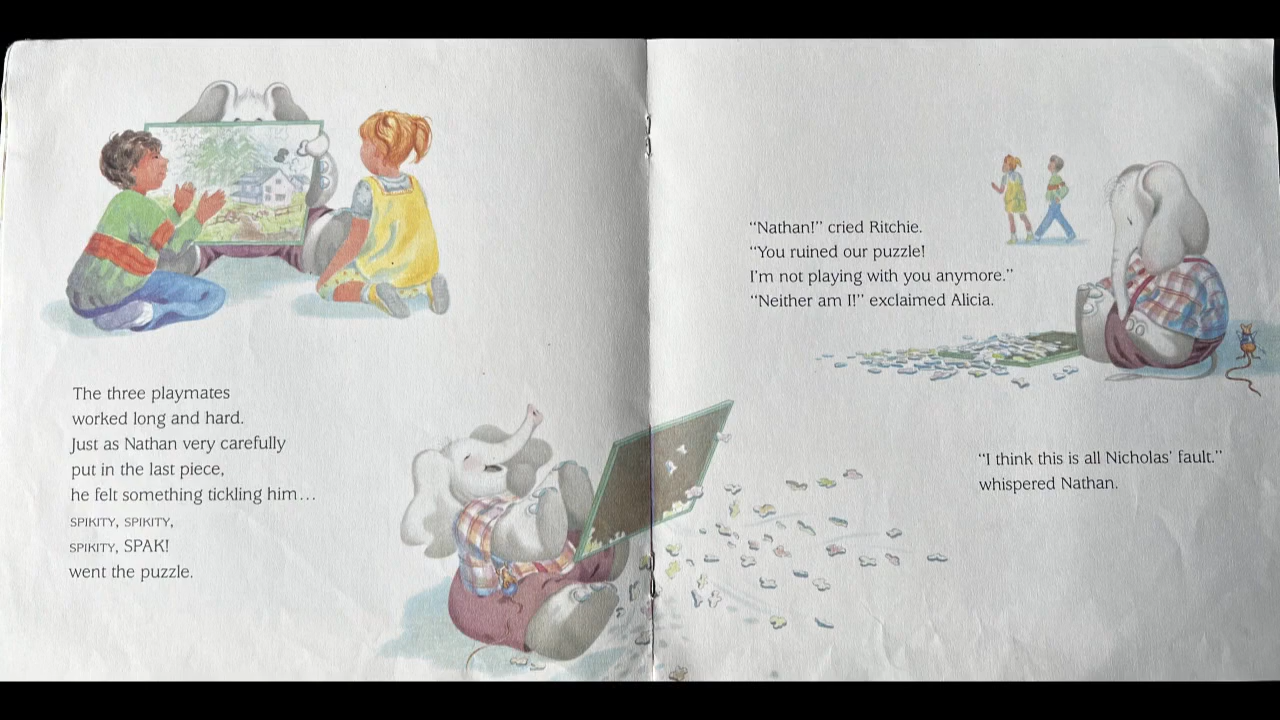 The three playmates
worked long and hard.
Just as Nathan very carefully
put in the last piece,
he felt something tickling him...
SPIKITY, SPIKITY,
SPIKITY, SPAK!
went the puzzle.
“Nathan!” cried Ritchie.
“You ruined our puzzle!
I'm not playing with you anymore.”
“Neither am I!” exclaimed Alicia.
“I think this is all Nicholas' fault.”
whispered Nathan.